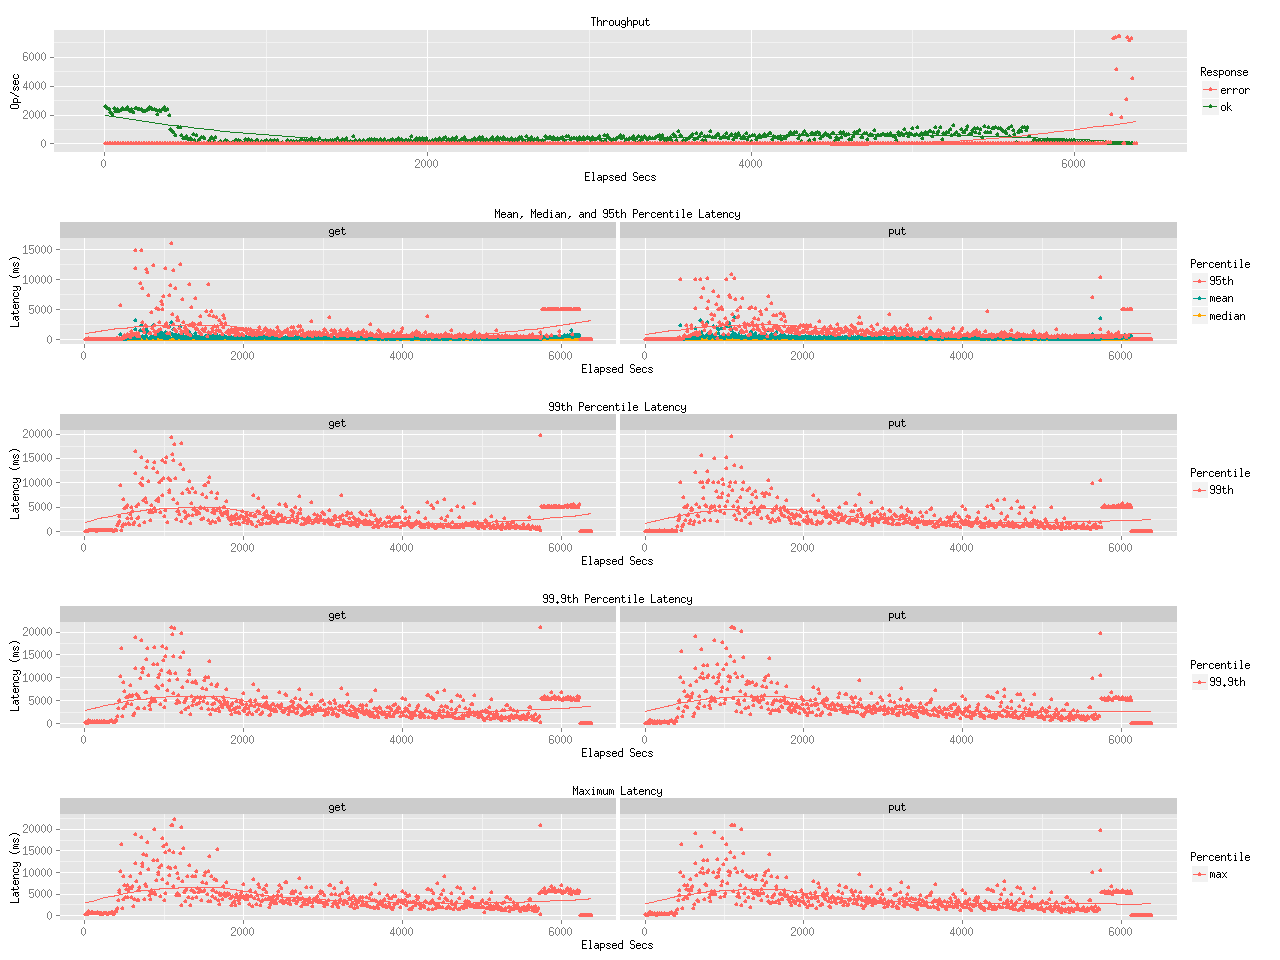 Throughput
Op/sec
6000
4000
2000
0
0 2000 4000 6000
Elapsed Secs
Response
error
ok
Mean, Median, and 95th Percentile Latency
get put
Latency (ms)
15000
10000
5000
0
0 2000 4000 6000 0 2000 4000 6000
Elapsed Secs
Percentile
95th
mean
median
99th Percentile Latency
get put
Latency (ms)
20000
15000
10000
5000
0
0 2000 4000 6000 0 2000 4000 6000
Elapsed Secs
Percentile
99th
99.9th Percentile Latency
get put
Latency (ms)
20000
15000
10000
5000
0
0 2000 4000 6000 0 2000 4000 6000
Elapsed Secs
Percentile
99.9th
Maximum Latency
get put
Latency (ms)
20000
15000
10000
5000
0
0 2000 4000 6000 0 2000 4000 6000
Elapsed Secs
Percentile
max